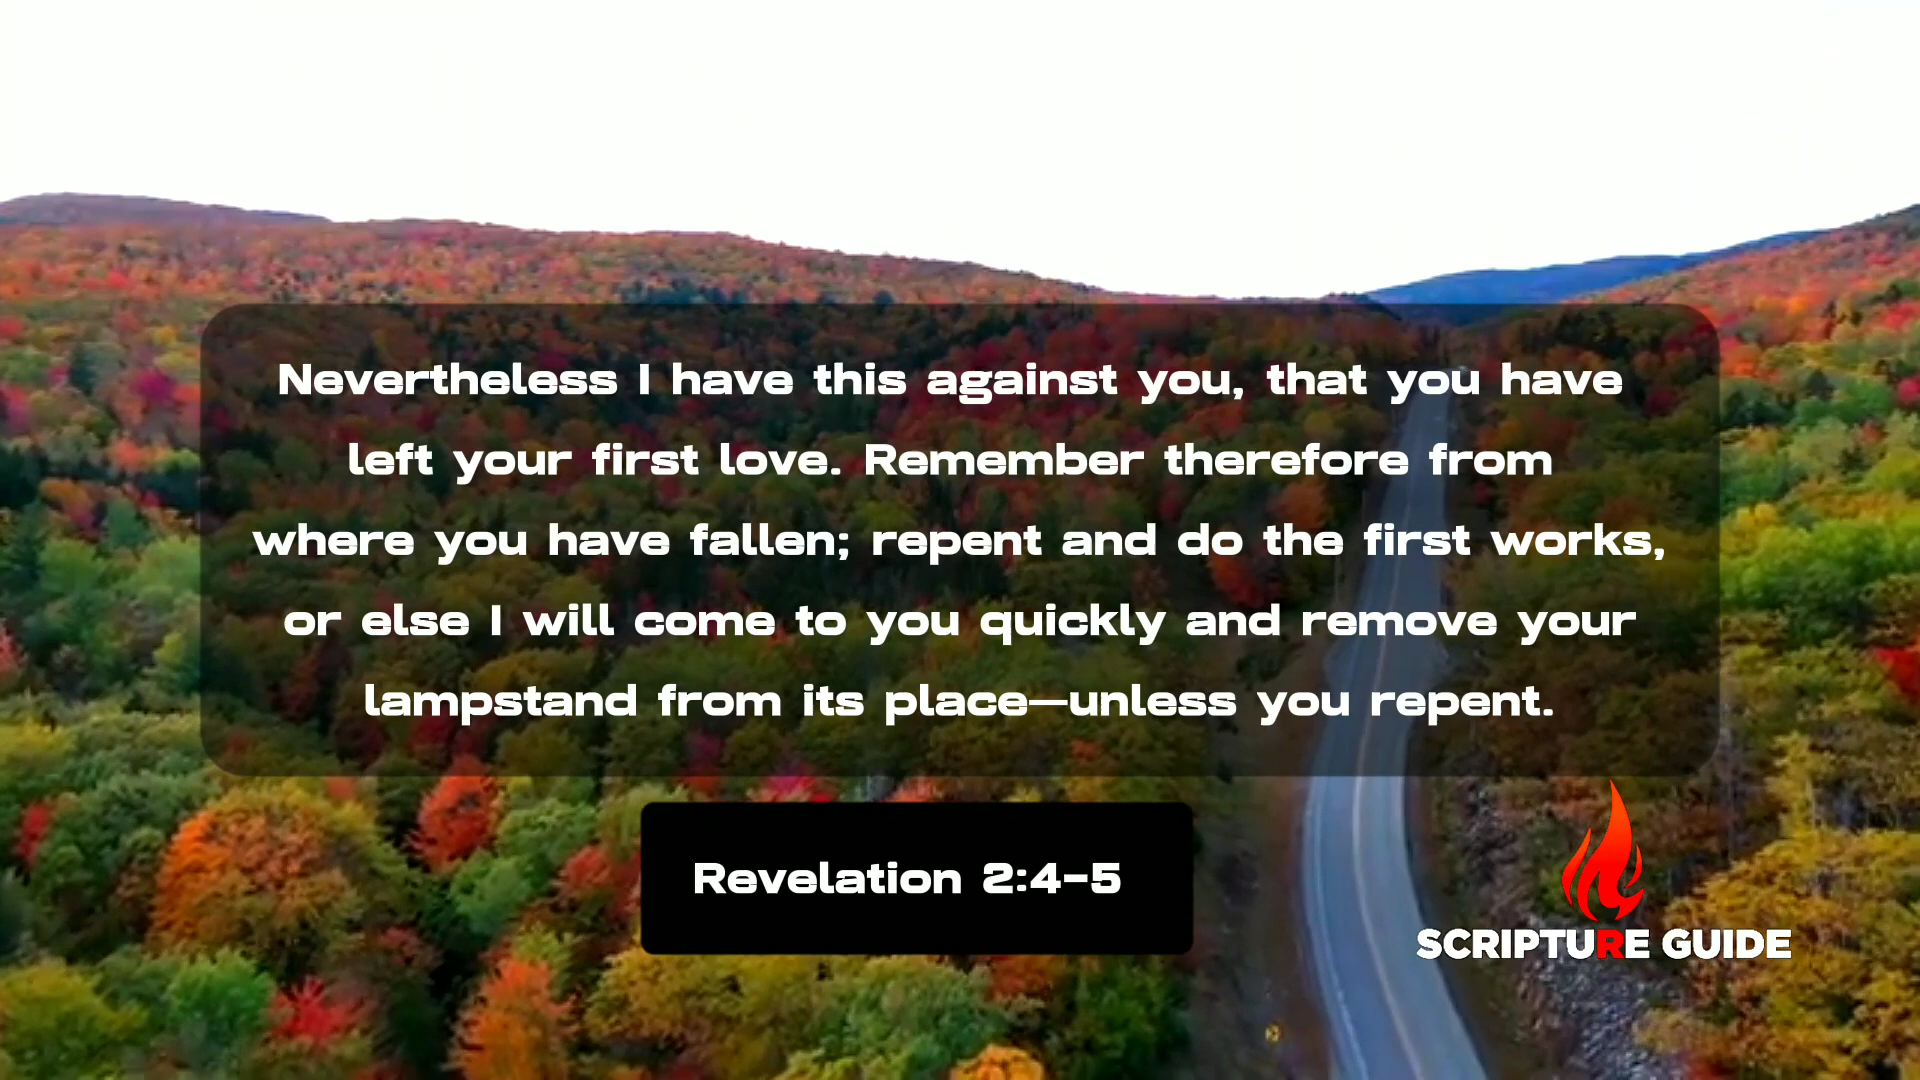 Nevertheless I have this against you, that you have
left your first love. Remember therefore from
where you have fallen; repent and do the first works,
or else I will come to you quickly and remove your
lampstand from its place—unless you repent.
Revelation 2:4-5
SCRIPTURE GUIDE